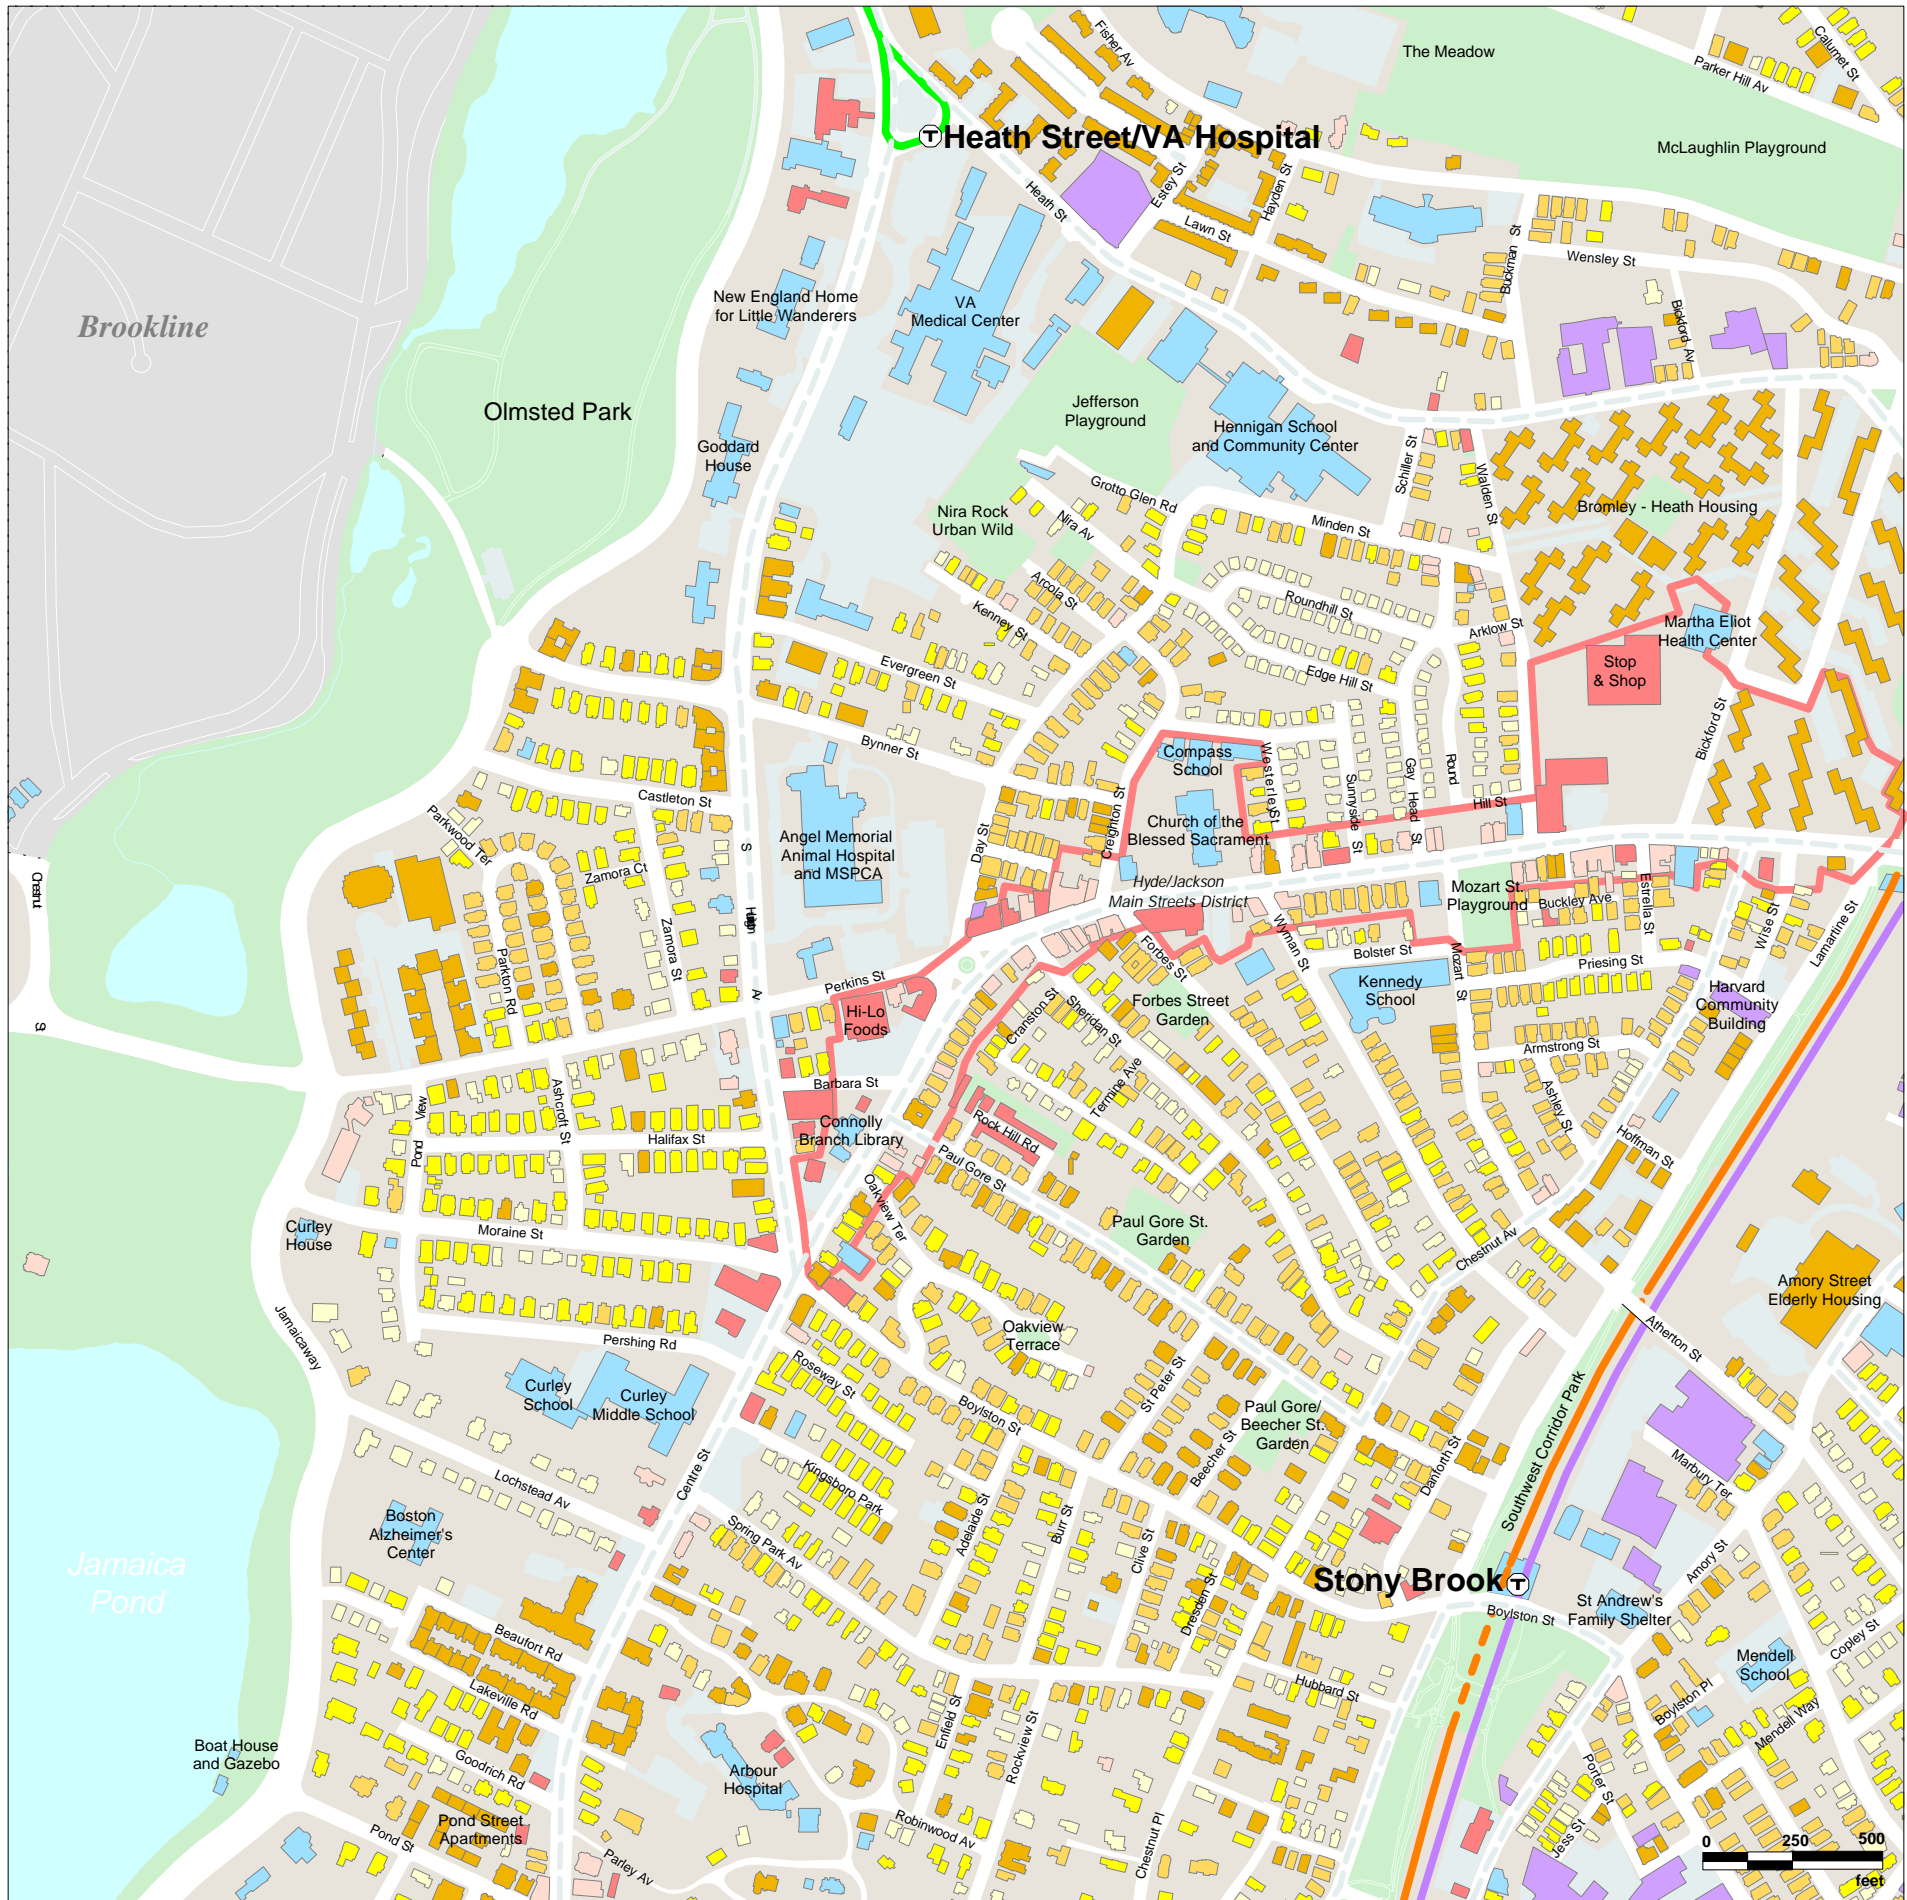 The Meadow
Fisher Av
Calumet St
Parker Hill Av
Heath Street/VA Hospital
McLaughlin Playground
Estey St
Hayden St
Heath St
Lawn St
Buckman St
Wensley St
New England Home
for Little Wanderers
VA
Medical Center
Bickford Av
Brookline
Olmsted Park
Jefferson
Playground
Hennigan School
and Community Center
Goddard
House
Schiller St
Walden St
Grotto Glen Rd
Nira Rock
Urban Wild
Nira Av
Minden St
Bromley - Heath Housing
Arcola St
Kenney St
Roundhill St
Arklow St
Martha Eliot
Health Center
Evergreen St
Edge Hill St
Stop
& Shop
Bynner St
Bickford St
Compass
School
Westerley St
Sunnyside St
Gay Head St
Round
Hill St
Castleton St
Parkwood Ter
Creighton St
Day St
Angel Memorial
Animal Hospital
and MSPCA
Church of the
Blessed Sacrament
Zamora Ct
Chestnut
St
Hyde/Jackson
Main Streets District
Mozart St.
Playground
Buckley Ave
Estrella St
S
Huntington
Av
Zamora St
Parkton Rd
Wyman St
Wise St
Lamartine St
Forbes St
Bolster St
Mozart St
Priesing St
Perkins St
Kennedy
School
Harvard
Community
Building
Hi-Lo
Foods
Cranston St
Sheridan St
Forbes Street
Garden
Armstrong St
Barbara St
Termine Ave
Ashley St
Pond View
Ashcroft St
Connolly
Branch Library
Rock Hill Rd
Halifax St
Hoffman St
Paul Gore St
Oakview Ter
Curley
House
Moraine St
Paul Gore St.
Garden
Chestnut Av
Amory Street
Elderly Housing
Jamaicaway
Pershing Rd
Oakview
Terrace
Atherton St
Roseway St
St Peter St
Curley
School
Curley
Middle School
Boylston St
Paul Gore/
Beecher St.
Garden
Southwest Corridor Park
Beecher St
Danforth St
Centre St
Kingsboro Park
Marbury Ter
Lochstead Av
Boston
Alzheimer's
Center
Spring Park Av
Adelaide St
Burr St
Clive St
Amory St
Jamaica
Pond
Stony Brook
Dresden St
St Andrew's
Family Shelter
Boylston St
Beaufort Rd
Copley St
Mendell
School
Lakeville Rd
Hubbard St
Boylston Pl
Mendell Way
Enfield St
Rockview St
Boat House
and Gazebo
Goodrich Rd
Arbour
Hospital
Porter St
Pond Street
Apartments
Pond St
Robinwood Av
Chestnut Pl
Jess St
Parley Av
0 250 500
feet